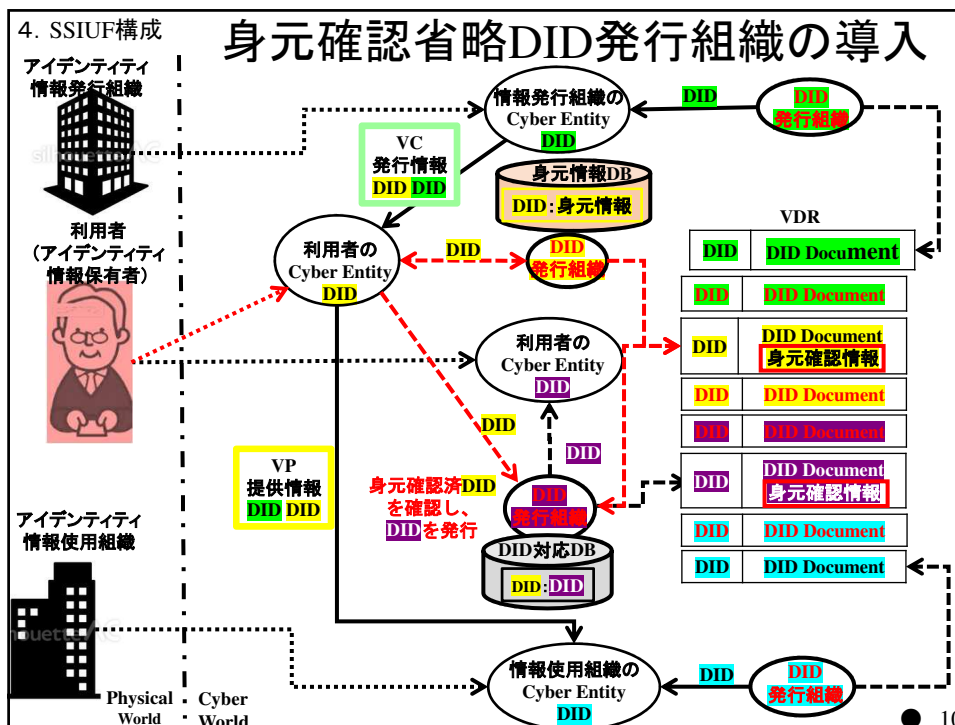 4. SSIUF構成
身元確認省略DID発行組織の導入
アイデンティティ
情報発行組織
利用者
(アイデンティティ
情報保有者)
アイデンティティ
情報使用組織
Physical
World
Cyber
World
情報発行組織の
Cyber Entity
DID
DID
DID
発行組織
VC
発行情報
DID DID
身元情報DB
DID:身元情報
利用者の
Cyber Entity
DID
DID
DID
発行組織
利用者の
Cyber Entity
DID
DID
DID
VP
提供情報
DID DID
身元確認済DID
を確認し、
DIDを発行
DID
発行組織
DID対応DB
DID:DID
情報使用組織の
Cyber Entity
DID
DID
DID
発行組織
VDR
DID DID Document
DID DID Document
DID DID Document
身元確認情報
DID DID Document
DID DID Document
DID DID Document
身元確認情報
DID DID Document
DID DID Document